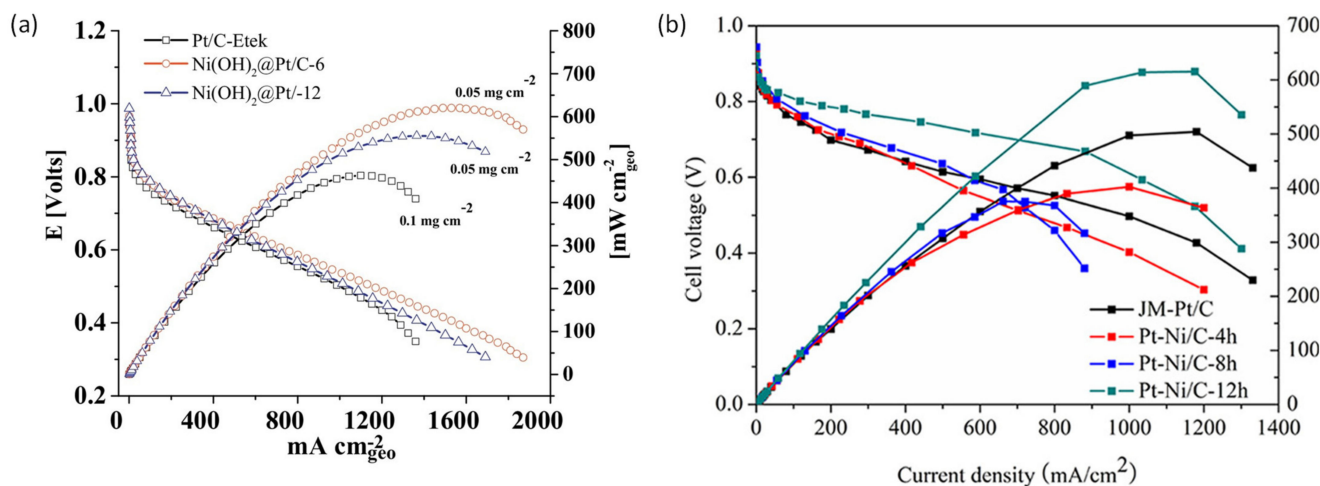 (a)
1.2
1.0
0.8
0.6
0.4
0.2
E [Volts]
Pt/C-Etek
Ni(OH)₂@Pt/C-6
Ni(OH)₂@Pt/-12
0.05 mg cm⁻²
0.05 mg cm⁻²
0.1 mg cm⁻²
800
700
600
500
400
300
200
100
0
[mW cm⁻²geo]
0 400 800 1200 1600 2000
mA cm⁻²geo
(b)
1.0
0.8
0.6
0.4
0.2
0.0
Cell voltage (V)
700
600
500
400
300
200
100
0
JM-Pt/C
Pt-Ni/C-4h
Pt-Ni/C-8h
Pt-Ni/C-12h
0 200 400 600 800 1000 1200 1400
Current density (mA/cm²)